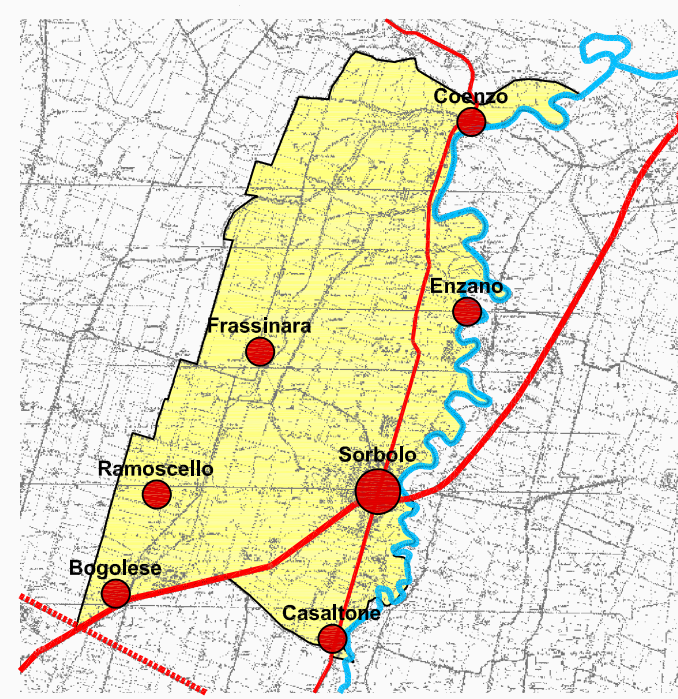 Coenzo
Enzano
Frassinara
Sorbolo
Ramoscello
Bogolese
Casaltone